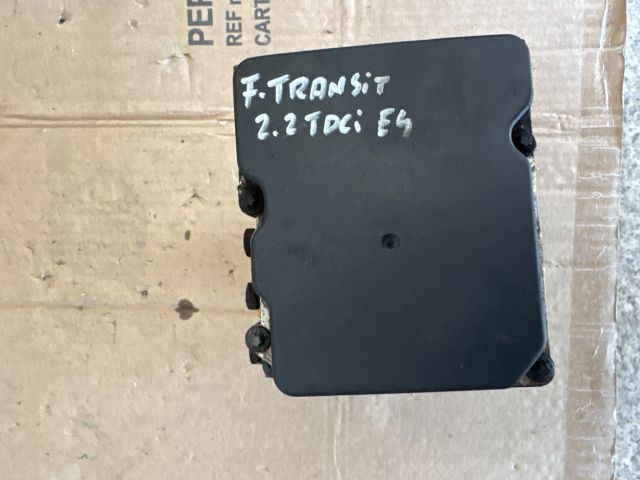 PER
REF
CART
F.TRANSiT
2.2TDCi E4